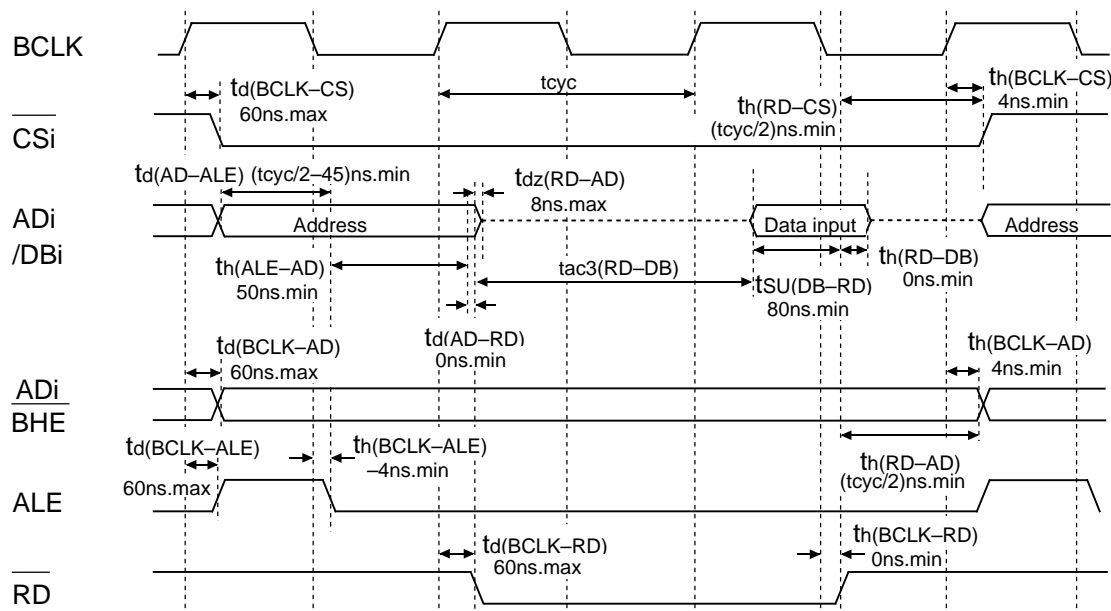 BCLK
td(BCLK–CS)
60ns.max
tcyc
th(RD–CS)
(tcyc/2)ns.min
th(BCLK–CS)
4ns.min
CSi
td(AD–ALE) (tcyc/2–45)ns.min
tdz(RD–AD)
8ns.max
ADi
/DBi
Address
Data input
Address
th(ALE–AD)
50ns.min
tac3(RD–DB)
tSU(DB–RD)
80ns.min
th(RD–DB)
0ns.min
td(AD–RD)
0ns.min
td(BCLK–AD)
60ns.max
th(BCLK–AD)
4ns.min
ADi
BHE
td(BCLK–ALE)
60ns.max
th(BCLK–ALE)
–4ns.min
th(RD–AD)
(tcyc/2)ns.min
ALE
td(BCLK–RD)
60ns.max
th(BCLK–RD)
0ns.min
RD